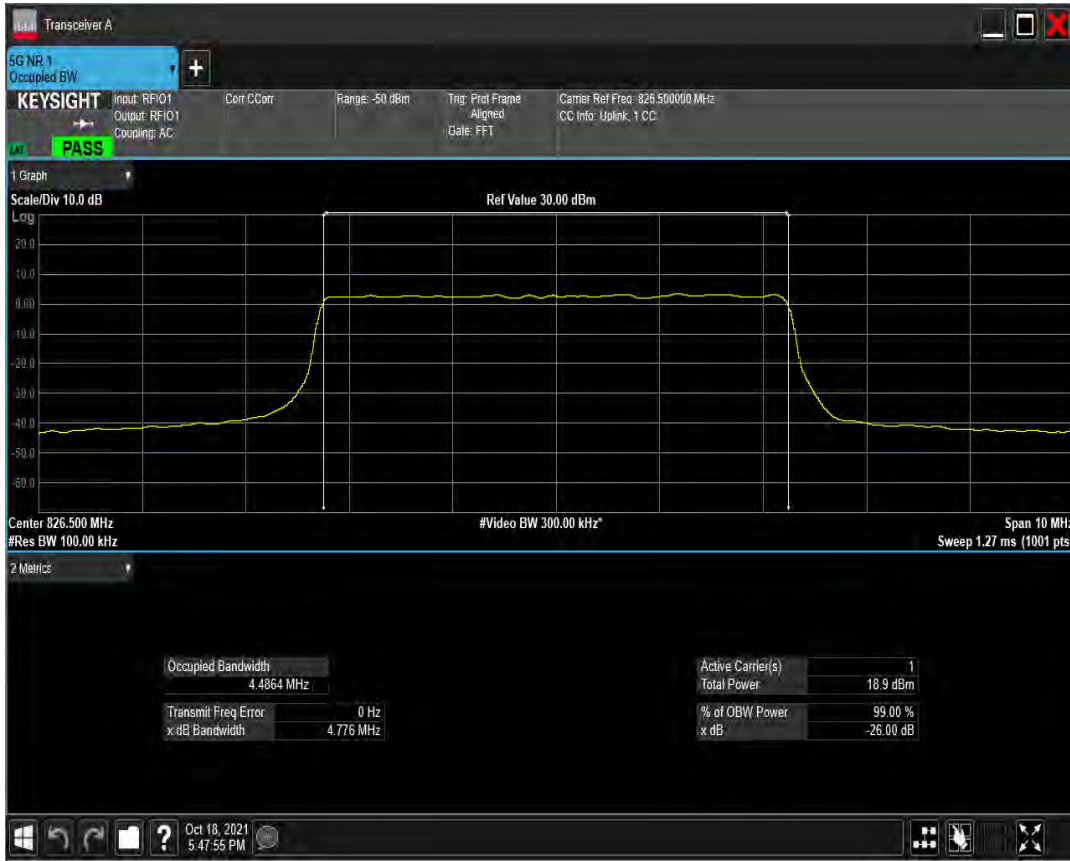 Transceiver A
5G NR 1
Occupied BW
+
KEYSIGHT
PASS
Input: RFIO1
Output: RFIO1
Coupling: AC
Corr CCorr
Range: -50 dBm
Trig: Prot Frame
Aligned
Gate: FFT
Carrier Ref Freq: 826.500000 MHz
CC Info: Uplink, 1 CC
1 Graph
Scale/Div 10.0 dB
Ref Value 30.00 dBm
Log
20.0
10.0
0.00
-10.0
-20.0
-30.0
-40.0
-50.0
-60.0
Center 826.500 MHz
#Video BW 300.00 kHz*
Span 10 MHz
#Res BW 100.00 kHz
Sweep 1.27 ms (1001 pts
2 Metrics
Occupied Bandwidth
4.4864 MHz
Transmit Freq Error 0 Hz
x dB Bandwidth 4.776 MHz
Active Carrier(s) 1
Total Power 18.9 dBm
% of OBW Power 99.00 %
x dB -26.00 dB
?
Oct 18, 2021
5:47:55 PM